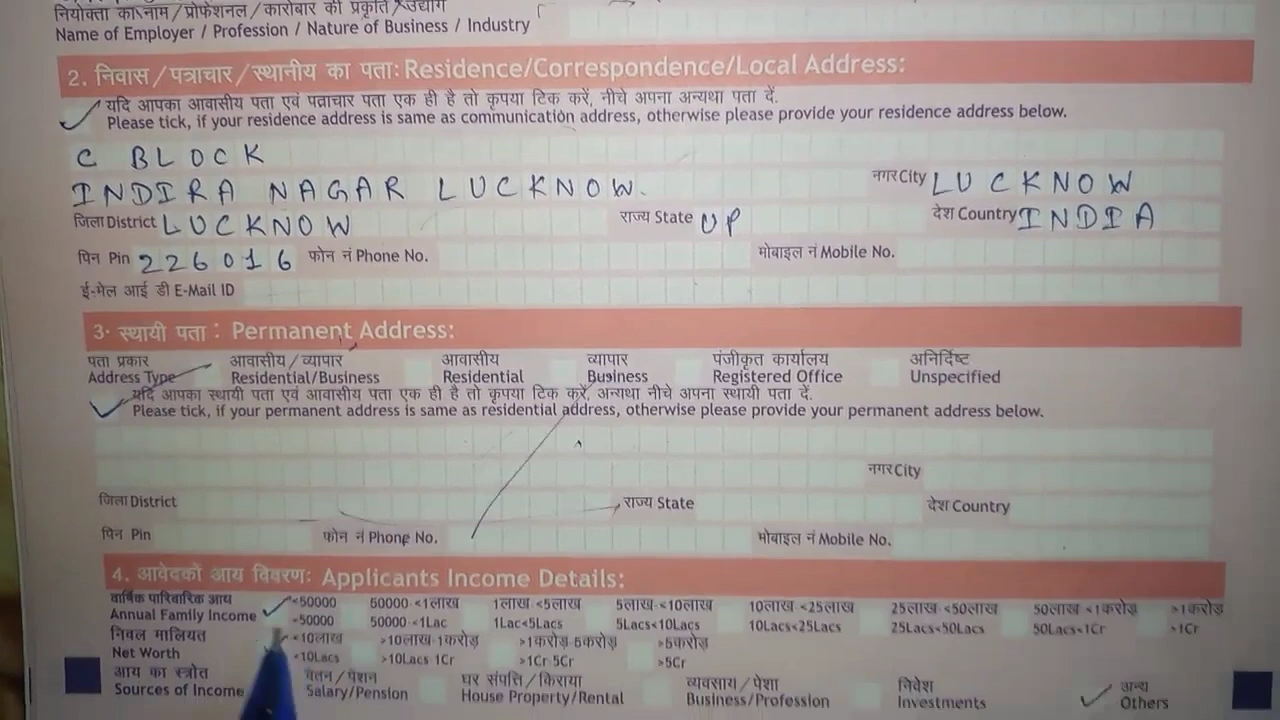 नियोक्ता का नाम / प्रोफेशनल / कारोबार की प्रकृति / उद्योग
Name of Employer / Profession / Nature of Business / Industry
2. निवास / पत्राचार / स्थानीय का पता: Residence/Correspondence/Local Address:
यदि आपका आवासीय पता एवं पत्राचार पता एक ही है तो कृपया टिक करें, नीचे अपना अन्यथा पता दें.
Please tick, if your residence address is same as communication address, otherwise please provide your residence address below.
C BLOCK
INDIRA NAGAR LUCKNOW. नगर City LUCKNOW
जिला District LUCKNOW राज्य State UP देश Country INDIA
पिन Pin 226016 फोन नं Phone No. मोबाइल नं Mobile No.
ई-मेल आई डी E-Mail ID
3. स्थायी पता : Permanent Address:
पता प्रकार आवासीय / व्यापार आवासीय व्यापार पंजीकृत कार्यालय अनिर्दिष्ट
Address Type Residential/Business Residential Business Registered Office Unspecified
यदि आपका स्थायी पता एवं आवासीय पता एक ही है तो कृपया टिक करें, अन्यथा नीचे अपना स्थायी पता दें.
Please tick, if your permanent address is same as residential address, otherwise please provide your permanent address below.
नगर City
जिला District राज्य State देश Country
पिन Pin फोन नं Phone No. मोबाइल नं Mobile No.
4. आवेदकों आय विवरण: Applicants Income Details:
वार्षिक पारिवारिक आय <50000 50000-<1लाख 1लाख-<5लाख 5लाख-<10लाख 10लाख-<25लाख 25लाख-<50लाख 50लाख-<1करोड़ >1करोड़
Annual Family Income <50000 50000-<1Lac 1Lac<5Lacs 5Lacs<10Lacs 10Lacs<25Lacs 25Lacs<50Lacs 50Lacs<1Cr >1Cr
निवल मालियत <10लाख >10लाख-1करोड़ >1करोड़-5करोड़ >5करोड़
Net Worth <10Lacs >10Lacs-1Cr >1Cr-5Cr >5Cr
आय का स्त्रोत वेतन / पेंशन घर संपत्ति / किराया व्यवसाय / पेशा निवेश अन्य
Sources of Income Salary/Pension House Property/Rental Business/Profession Investments Others